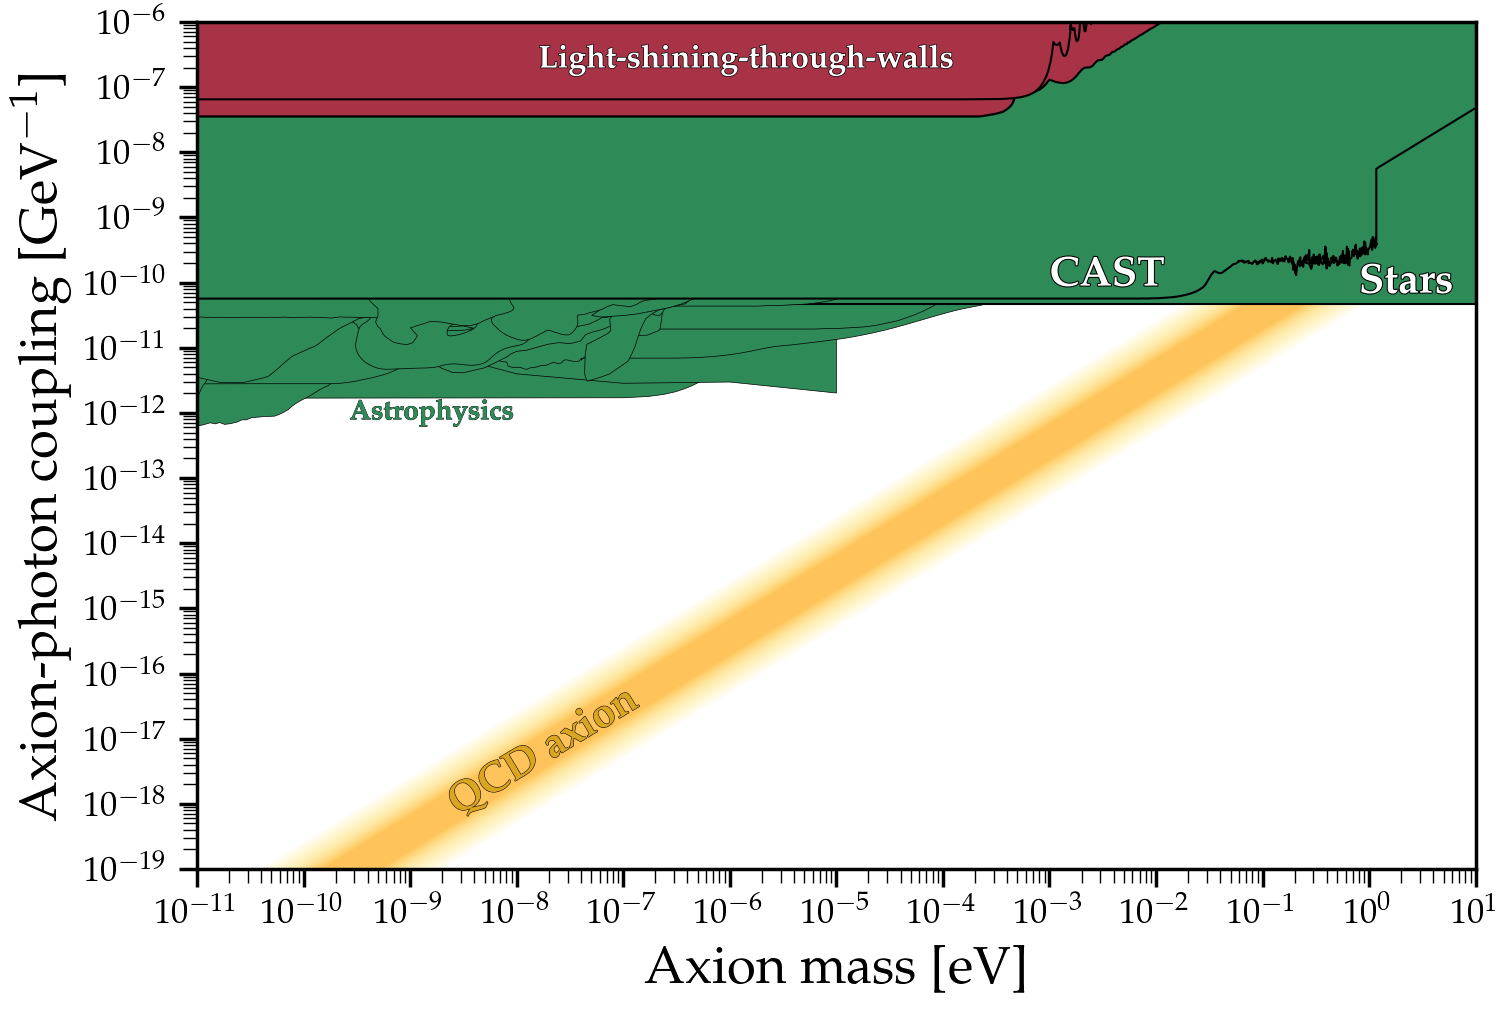 10⁻⁶
10⁻⁷
10⁻⁸
10⁻⁹
10⁻¹⁰
10⁻¹¹
10⁻¹²
10⁻¹³
10⁻¹⁴
10⁻¹⁵
10⁻¹⁶
10⁻¹⁷
10⁻¹⁸
10⁻¹⁹
Axion-photon coupling [GeV⁻¹]
Light-shining-through-walls
CAST
Stars
Astrophysics
QCD axion
10⁻¹¹ 10⁻¹⁰ 10⁻⁹ 10⁻⁸ 10⁻⁷ 10⁻⁶ 10⁻⁵ 10⁻⁴ 10⁻³ 10⁻² 10⁻¹ 10⁰ 10¹
Axion mass [eV]